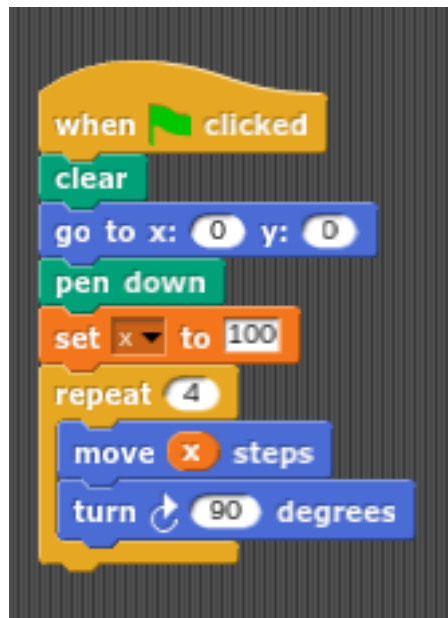 when clicked
clear
go to x: 0 y: 0
pen down
set x to 100
repeat 4
move x steps
turn 90 degrees